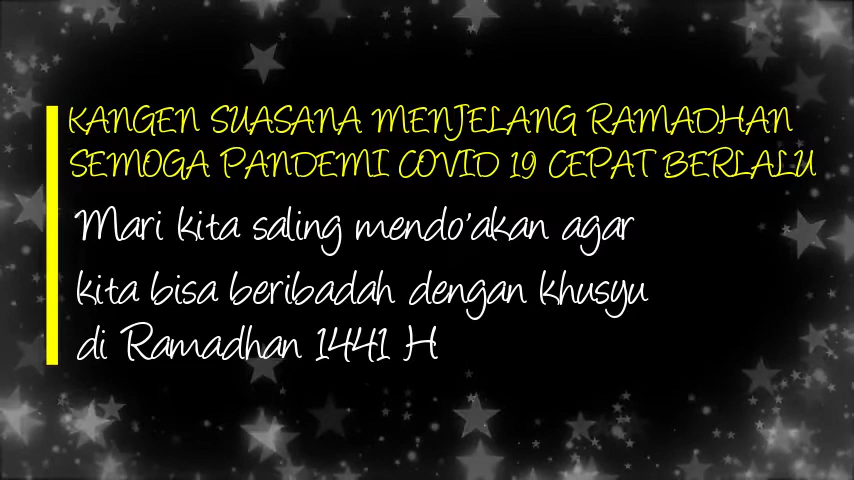 KANGEN SUASANA MENJELANG RAMADHAN
SEMOGA PANDEMI COVID 19 CEPAT BERLALU
Mari kita saling mendo'akan agar
kita bisa beribadah dengan khusyu
di Ramadhan 1441 H